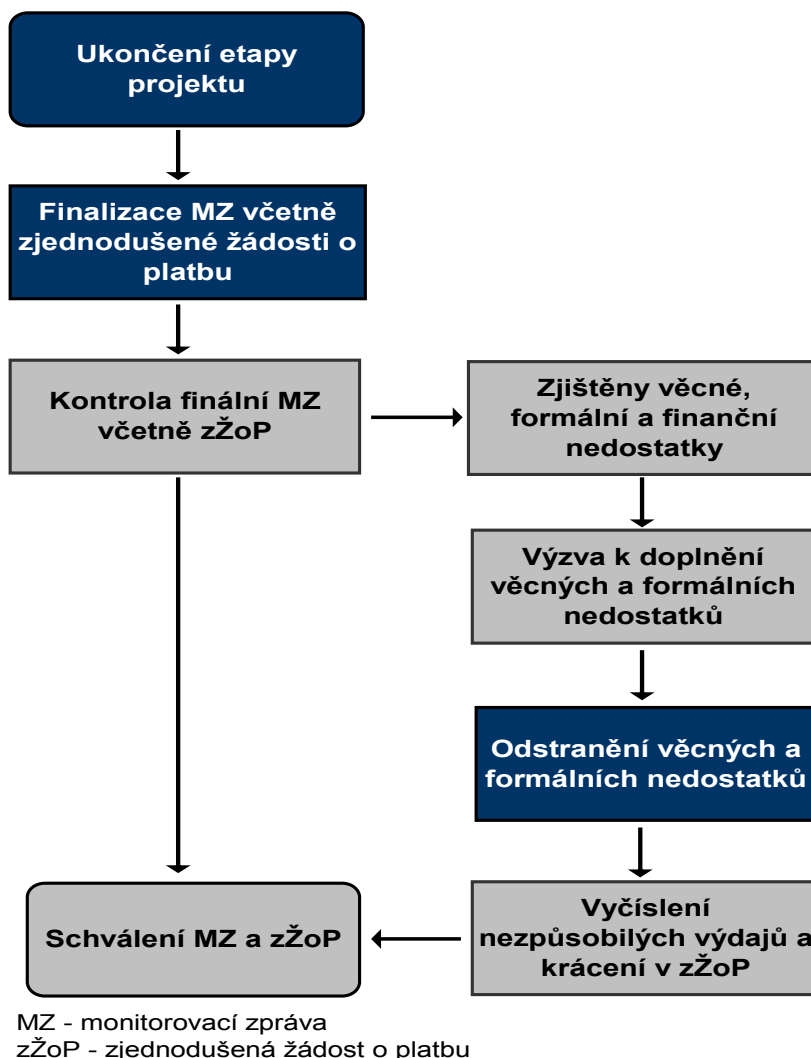 Ukončení etapy
projektu
Finalizace MZ včetně
zjednodušené žádosti o
platbu
Kontrola finální MZ
včetně zŽoP
Zjištěny věcné,
formální a finanční
nedostatky
Výzva k doplnění
věcných a formálních
nedostatků
Odstranění věcných a
formálních nedostatků
Vyčíslení
nezpůsobilých výdajů a
krácení v zŽoP
Schválení MZ a zŽoP
MZ - monitorovací zpráva
zŽoP - zjednodušená žádost o platbu